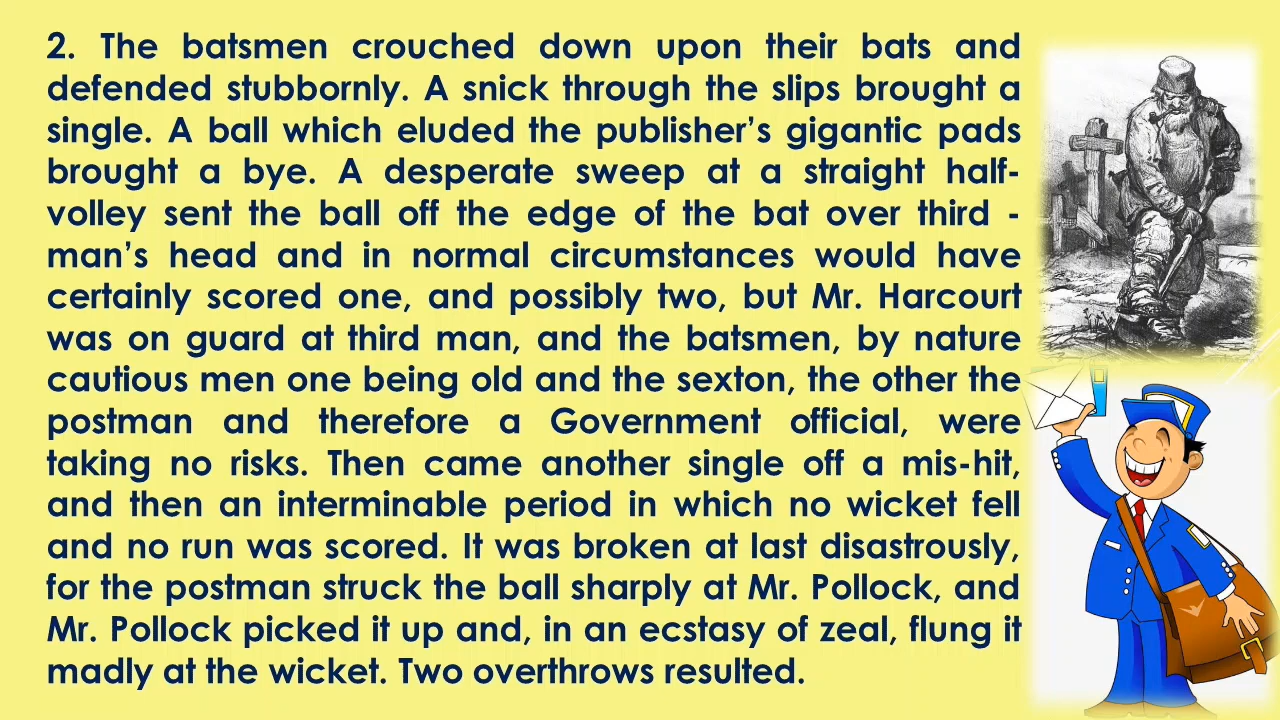 2. The batsmen crouched down upon their bats and
defended stubbornly. A snick through the slips brought a
single. A ball which eluded the publisher’s gigantic pads
brought a bye. A desperate sweep at a straight half-
volley sent the ball off the edge of the bat over third -
man’s head and in normal circumstances would have
certainly scored one, and possibly two, but Mr. Harcourt
was on guard at third man, and the batsmen, by nature
cautious men one being old and the sexton, the other the
postman and therefore a Government official, were
taking no risks. Then came another single off a mis-hit,
and then an interminable period in which no wicket fell
and no run was scored. It was broken at last disastrously,
for the postman struck the ball sharply at Mr. Pollock, and
Mr. Pollock picked it up and, in an ecstasy of zeal, flung it
madly at the wicket. Two overthrows resulted.